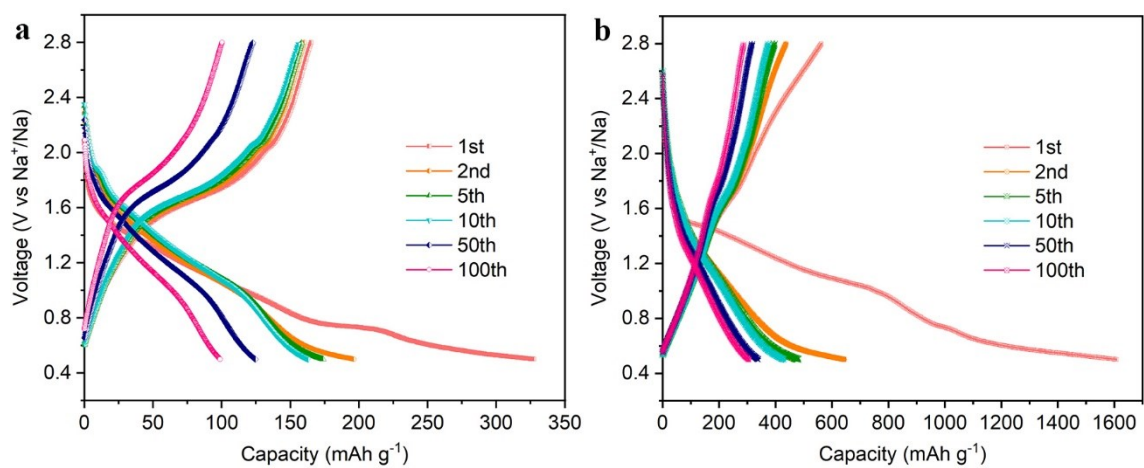 a
2.8
2.4
2.0
1.6
1.2
0.8
0.4
Voltage (V vs Na⁺/Na)
1st
2nd
5th
10th
50th
100th
0 50 100 150 200 250 300 350
Capacity (mAh g⁻¹)
b
2.8
2.4
2.0
1.6
1.2
0.8
0.4
Voltage (V vs Na⁺/Na)
1st
2nd
5th
10th
50th
100th
0 200 400 600 800 1000 1200 1400 1600
Capacity (mAh g⁻¹)